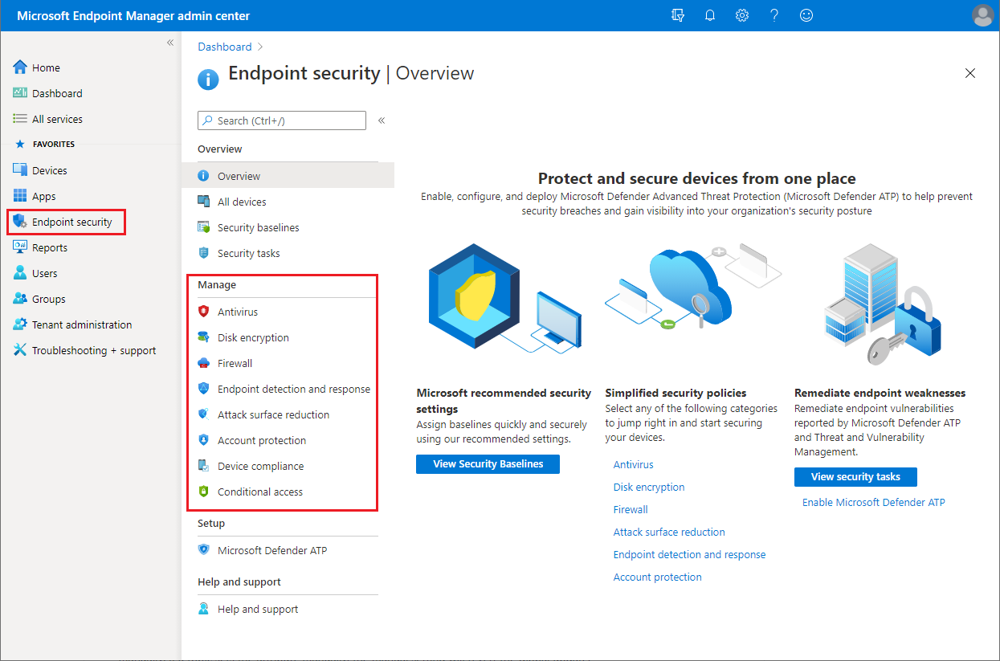 Microsoft Endpoint Manager admin center
Home
Dashboard
All services
FAVORITES
Devices
Apps
Endpoint security
Reports
Users
Groups
Tenant administration
Troubleshooting + support
Dashboard
Endpoint security | Overview
Search (Ctrl+/)
Overview
Overview
All devices
Security baselines
Security tasks
Manage
Antivirus
Disk encryption
Firewall
Endpoint detection and response
Attack surface reduction
Account protection
Device compliance
Conditional access
Setup
Microsoft Defender ATP
Help and support
Help and support
Protect and secure devices from one place
Enable, configure, and deploy Microsoft Defender Advanced Threat Protection (Microsoft Defender ATP) to help prevent
security breaches and gain visibility into your organization's security posture
Microsoft recommended security
settings
Assign baselines quickly and securely
using our recommended settings.
View Security Baselines
Simplified security policies
Select any of the following categories
to jump right in and start securing
your devices.
Antivirus
Disk encryption
Firewall
Attack surface reduction
Endpoint detection and response
Account protection
Remediate endpoint weaknesses
Remediate endpoint vulnerabilities
reported by Microsoft Defender ATP
and Threat and Vulnerability
Management.
View security tasks
Enable Microsoft Defender ATP